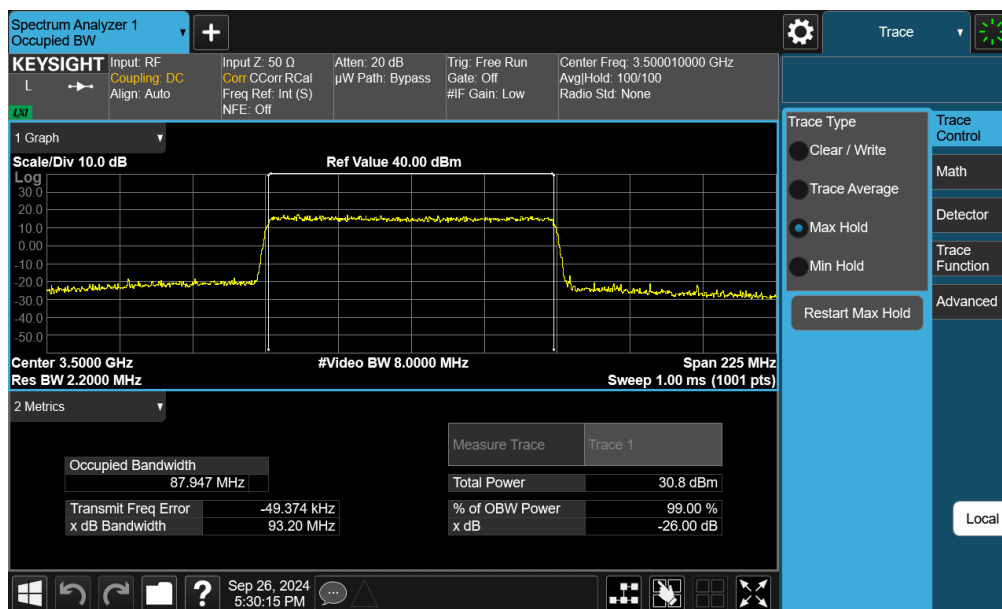 Spectrum Analyzer 1
Occupied BW
+
Trace
KEYSIGHT
L
LXI
Input: RF
Coupling: DC
Align: Auto
Input Z: 50 Ω
Corr CCorr RCal
Freq Ref: Int (S)
NFE: Off
Atten: 20 dB
µW Path: Bypass
Trig: Free Run
Gate: Off
#IF Gain: Low
Center Freq: 3.500010000 GHz
Avg|Hold: 100/100
Radio Std: None
1 Graph
Scale/Div 10.0 dB
Ref Value 40.00 dBm
Log
30.0
20.0
10.0
0.00
-10.0
-20.0
-30.0
-40.0
-50.0
Center 3.5000 GHz
#Video BW 8.0000 MHz
Span 225 MHz
Res BW 2.2000 MHz
Sweep 1.00 ms (1001 pts)
2 Metrics
Measure Trace
Trace 1
Occupied Bandwidth
87.947 MHz
Total Power
30.8 dBm
Transmit Freq Error
-49.374 kHz
% of OBW Power
99.00 %
x dB Bandwidth
93.20 MHz
x dB
-26.00 dB
Trace Type
Clear / Write
Trace Average
Max Hold
Min Hold
Restart Max Hold
Trace
Control
Math
Detector
Trace
Function
Advanced
Local
?
Sep 26, 2024
5:30:15 PM